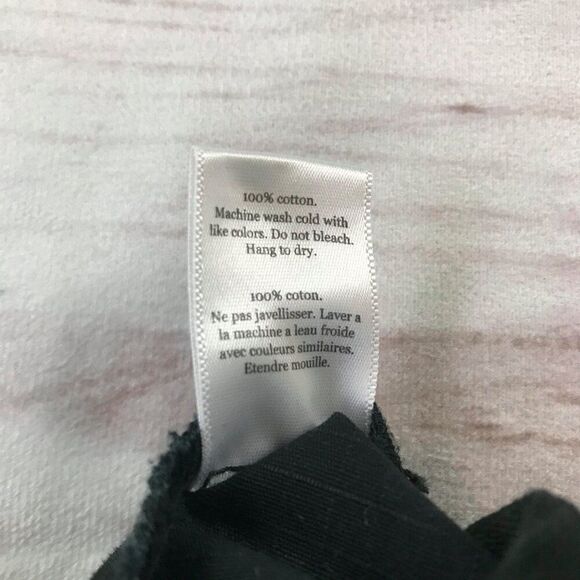 100% cotton.
Machine wash cold with
like colors. Do not bleach.
Hang to dry.
100% coton.
Ne pas javellisser. Laver a
la machine a leau froide
avec couleurs similaires.
Etendre mouille.